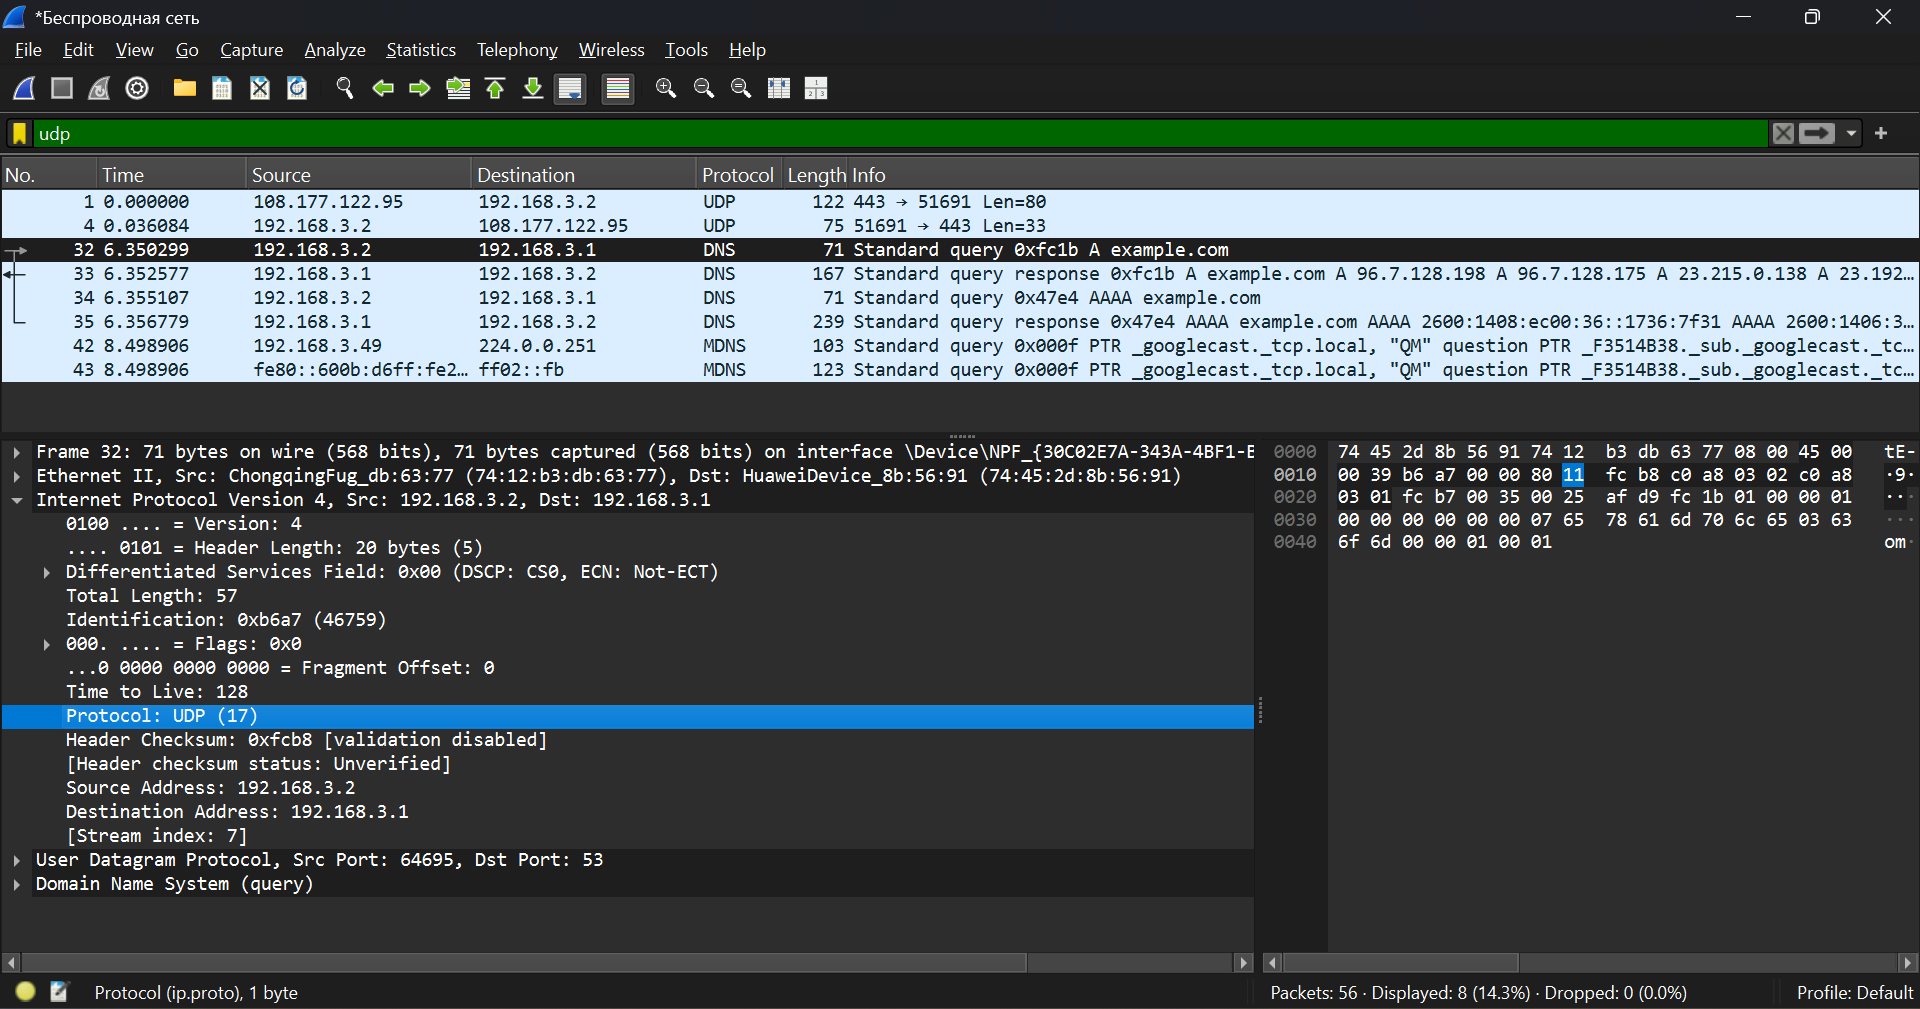 *Беспроводная сеть
File Edit View Go Capture Analyze Statistics Telephony Wireless Tools Help
udp
No. Time Source Destination Protocol Length Info
1 0.000000 108.177.122.95 192.168.3.2 UDP 122 443 → 51691 Len=80
4 0.036084 192.168.3.2 108.177.122.95 UDP 75 51691 → 443 Len=33
32 6.350299 192.168.3.2 192.168.3.1 DNS 71 Standard query 0xfc1b A example.com
33 6.352577 192.168.3.1 192.168.3.2 DNS 167 Standard query response 0xfc1b A example.com A 96.7.128.198 A 96.7.128.175 A 23.215.0.138 A 23.192…
34 6.355107 192.168.3.2 192.168.3.1 DNS 71 Standard query 0x47e4 AAAA example.com
35 6.356779 192.168.3.1 192.168.3.2 DNS 239 Standard query response 0x47e4 AAAA example.com AAAA 2600:1408:ec00:36::1736:7f31 AAAA 2600:1406:3…
42 8.498906 192.168.3.49 224.0.0.251 MDNS 103 Standard query 0x000f PTR _googlecast._tcp.local, "QM" question PTR _F3514B38._sub._googlecast._tc…
43 8.498906 fe80::600b:d6ff:fe2… ff02::fb MDNS 123 Standard query 0x000f PTR _googlecast._tcp.local, "QM" question PTR _F3514B38._sub._googlecast._tc…
Frame 32: 71 bytes on wire (568 bits), 71 bytes captured (568 bits) on interface \Device\NPF_{30C02E7A-343A-4BF1-E
Ethernet II, Src: ChongqingFug_db:63:77 (74:12:b3:db:63:77), Dst: HuaweiDevice_8b:56:91 (74:45:2d:8b:56:91)
Internet Protocol Version 4, Src: 192.168.3.2, Dst: 192.168.3.1
0100 .... = Version: 4
.... 0101 = Header Length: 20 bytes (5)
Differentiated Services Field: 0x00 (DSCP: CS0, ECN: Not-ECT)
Total Length: 57
Identification: 0xb6a7 (46759)
000. .... = Flags: 0x0
...0 0000 0000 0000 = Fragment Offset: 0
Time to Live: 128
Protocol: UDP (17)
Header Checksum: 0xfcb8 [validation disabled]
[Header checksum status: Unverified]
Source Address: 192.168.3.2
Destination Address: 192.168.3.1
[Stream index: 7]
User Datagram Protocol, Src Port: 64695, Dst Port: 53
Domain Name System (query)
0000 74 45 2d 8b 56 91 74 12 b3 db 63 77 08 00 45 00 tE-
0010 00 39 b6 a7 00 00 80 11 fc b8 c0 a8 03 02 c0 a8 ·9·
0020 03 01 fc b7 00 35 00 25 af d9 fc 1b 01 00 00 01 ···
0030 00 00 00 00 00 00 07 65 78 61 6d 70 6c 65 03 63 ···
0040 6f 6d 00 00 01 00 01 om·
Protocol (ip.proto), 1 byte
Packets: 56 · Displayed: 8 (14.3%) · Dropped: 0 (0.0%)
Profile: Default